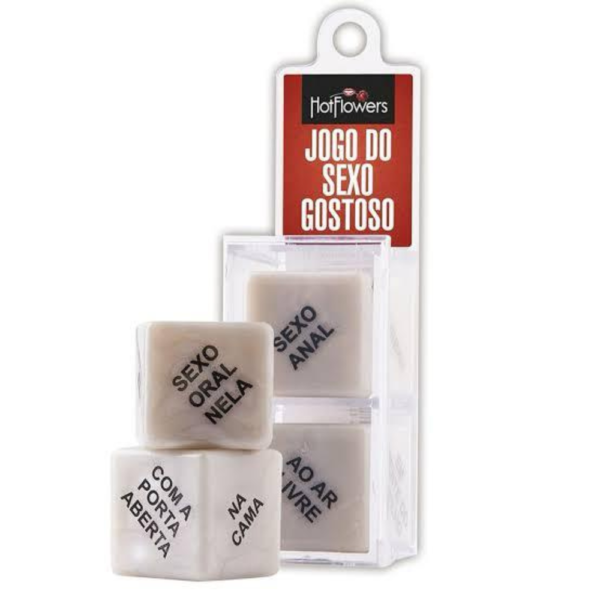 HotFlowers
JOGO DO
SEXO
GOSTOSO
SEXO
ANAL
SEXO
ORAL
NELA
AO AR
LIVRE
COM A
PORTA
ABERTA
NA
CAMA